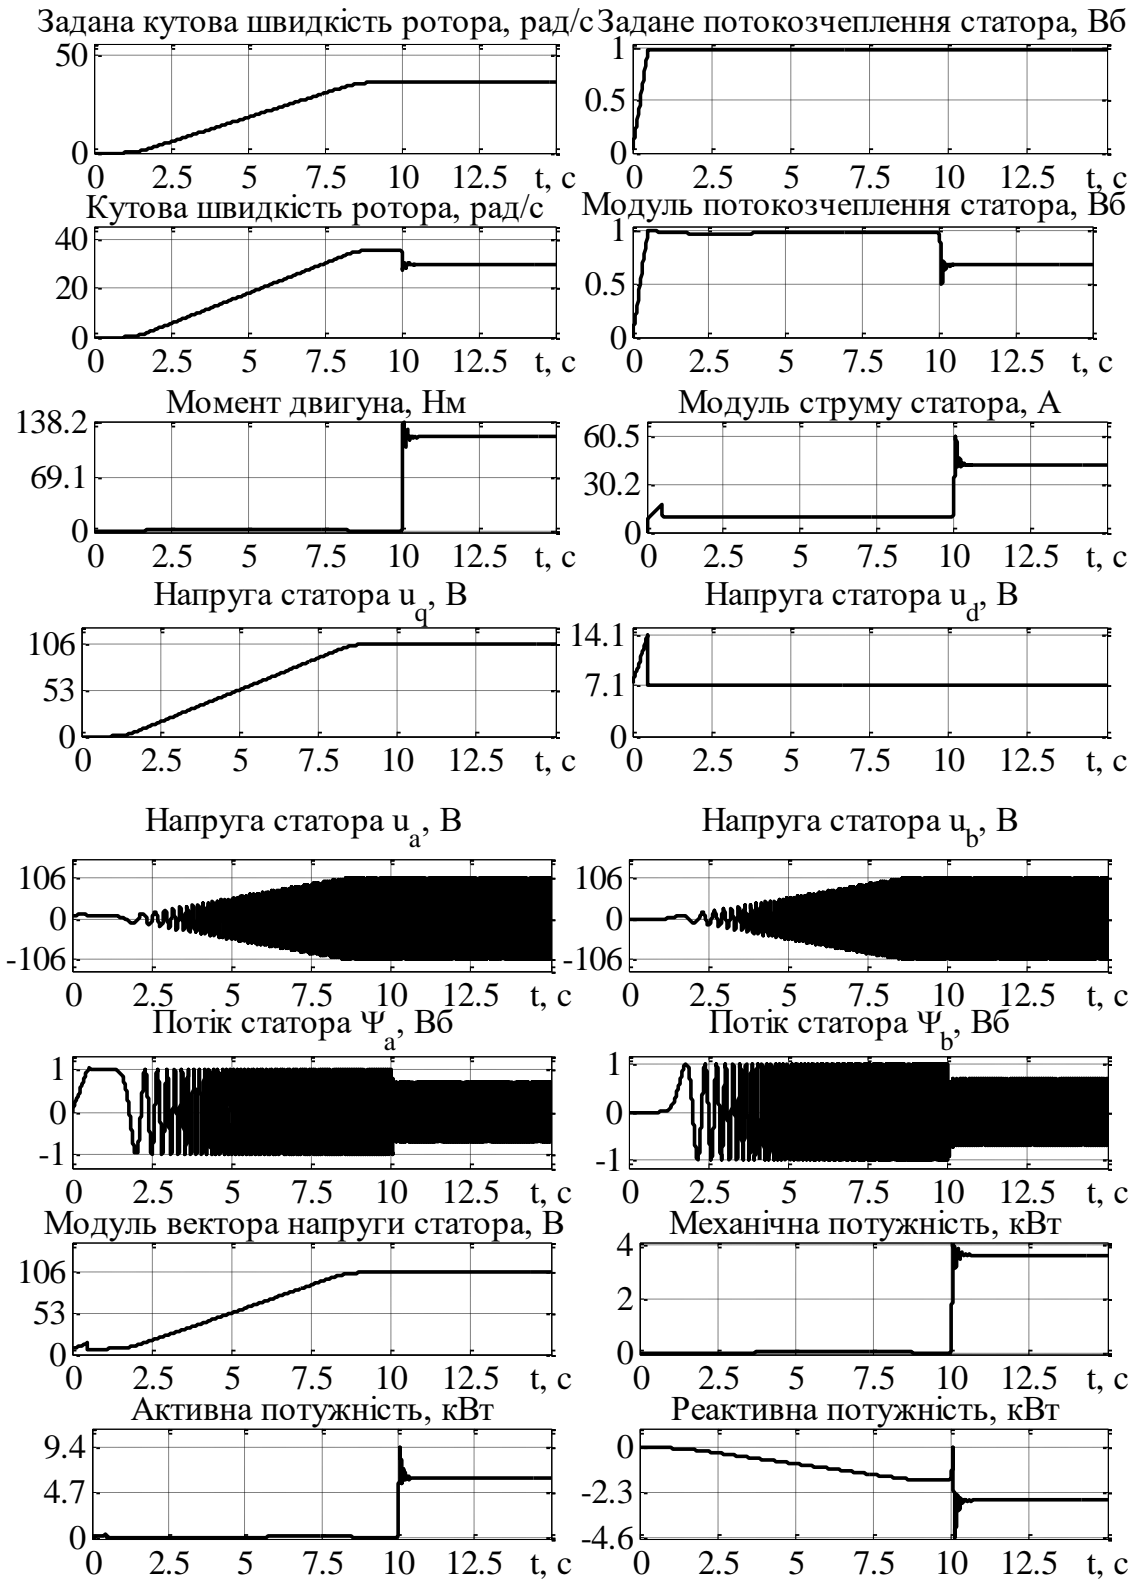 Задана кутова швидкість ротора, рад/с Задане потокозчеплення статора, Вб
50
0
0 2.5 5 7.5 10 12.5 t, с
1
0.5
0
0 2.5 5 7.5 10 12.5 t, с
Кутова швидкість ротора, рад/с Модуль потокозчеплення статора, Вб
40
20
0
0 2.5 5 7.5 10 12.5 t, с
1
0.5
0
0 2.5 5 7.5 10 12.5 t, с
Момент двигуна, Нм Модуль струму статора, А
138.2
69.1
0
0 2.5 5 7.5 10 12.5 t, с
60.5
30.2
0
0 2.5 5 7.5 10 12.5 t, с
Напруга статора u_q, В Напруга статора u_d, В
106
53
0
0 2.5 5 7.5 10 12.5 t, с
14.1
7.1
0
0 2.5 5 7.5 10 12.5 t, с
Напруга статора u_a, В Напруга статора u_b, В
106
0
-106
0 2.5 5 7.5 10 12.5 t, с
106
0
-106
0 2.5 5 7.5 10 12.5 t, с
Потік статора Ψ_a, Вб Потік статора Ψ_b, Вб
1
0
-1
0 2.5 5 7.5 10 12.5 t, с
1
0
-1
0 2.5 5 7.5 10 12.5 t, с
Модуль вектора напруги статора, В Механічна потужність, кВт
106
53
0
0 2.5 5 7.5 10 12.5 t, с
4
2
0
0 2.5 5 7.5 10 12.5 t, с
Активна потужність, кВт Реактивна потужність, кВт
9.4
4.7
0
0 2.5 5 7.5 10 12.5 t, с
0
-2.3
-4.6
0 2.5 5 7.5 10 12.5 t, с